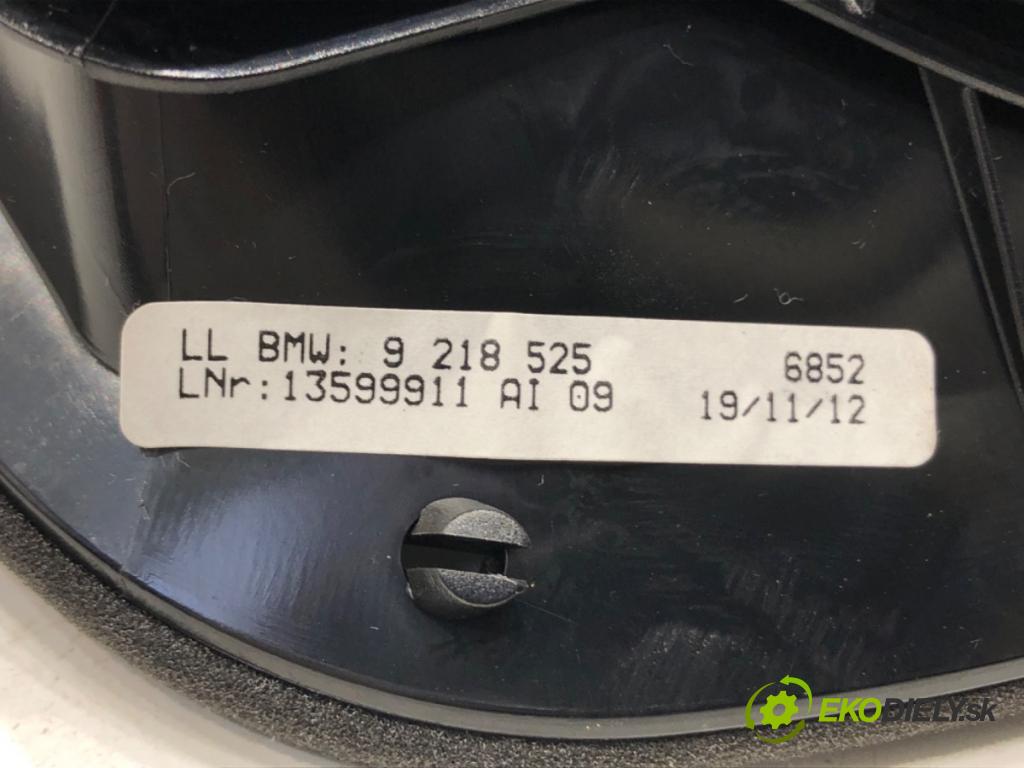 LL BMW: 9 218 525 6852
LNr:13599911 AI 09 19/11/12
EKODIELY.sk